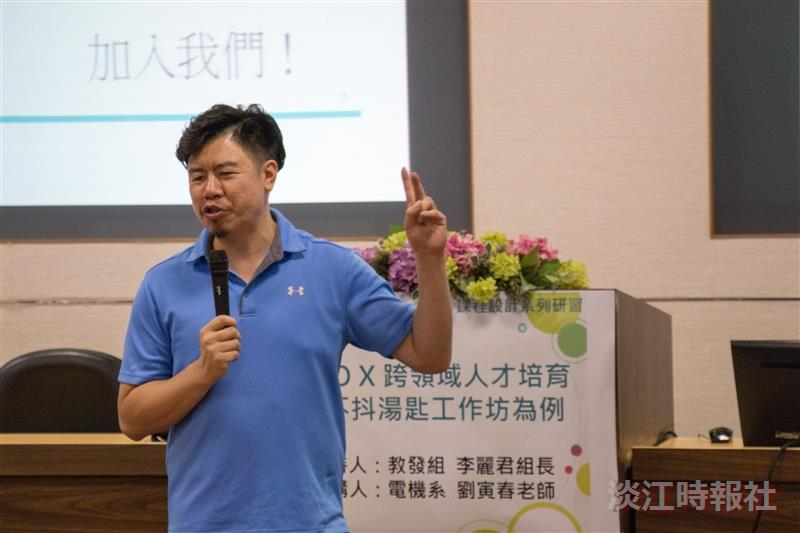 加入我們！
課程設計系列研習
X 跨領域人才培育
抖湯匙工作坊為例
人：教發組 李麗君組長
講人：電機系 劉寅春老師
淡江時報社